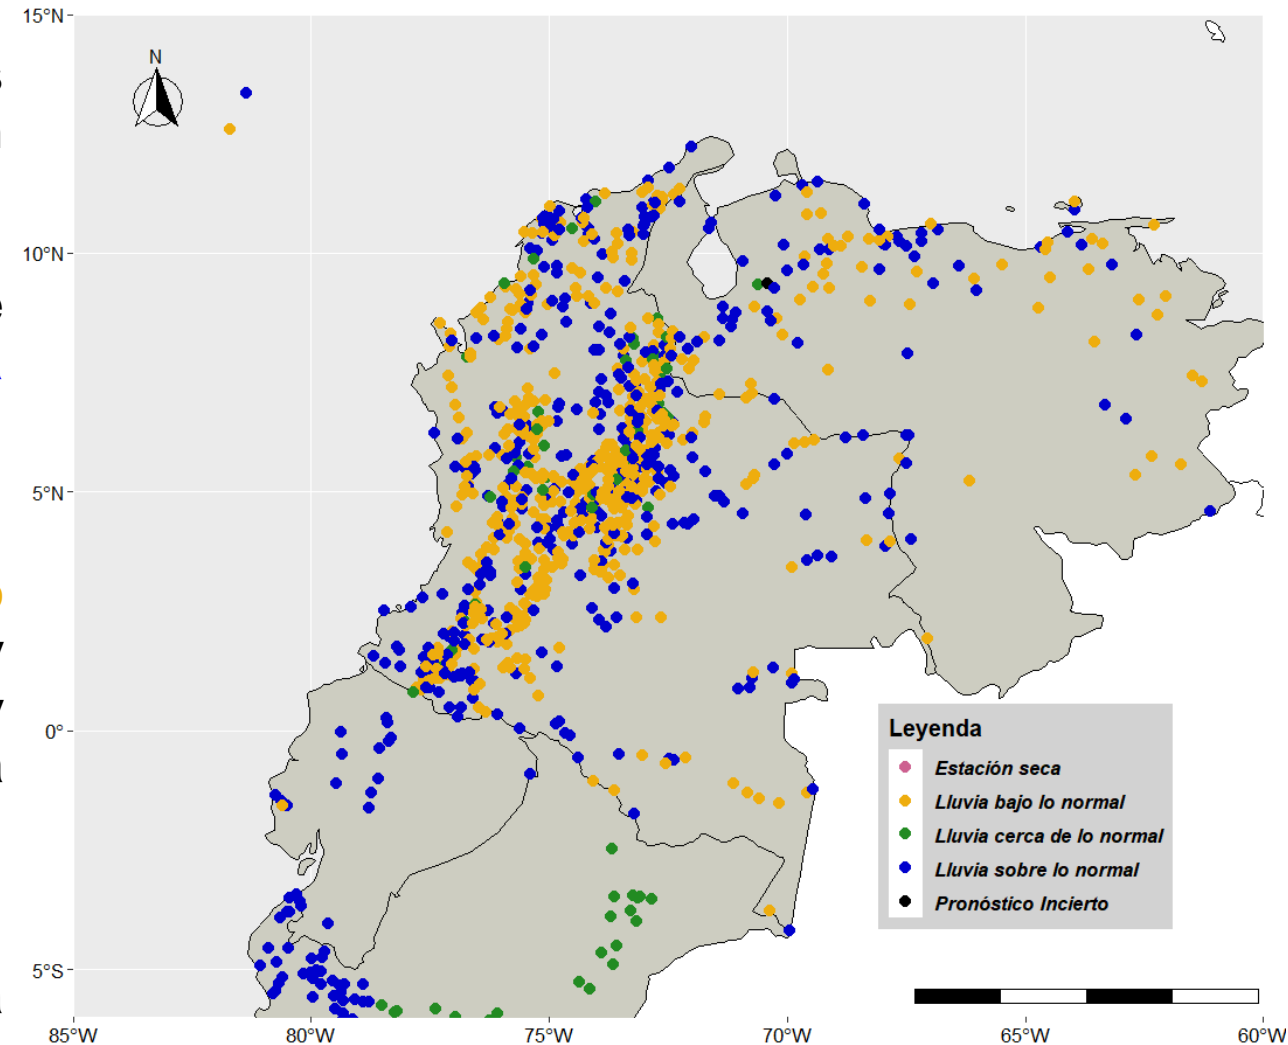 15°N
N
10°N
5°N
0°
5°S
Leyenda
Estación seca
Lluvia bajo lo normal
Lluvia cerca de lo normal
Lluvia sobre lo normal
Pronóstico Incierto
85°W 80°W 75°W 70°W 65°W 60°W